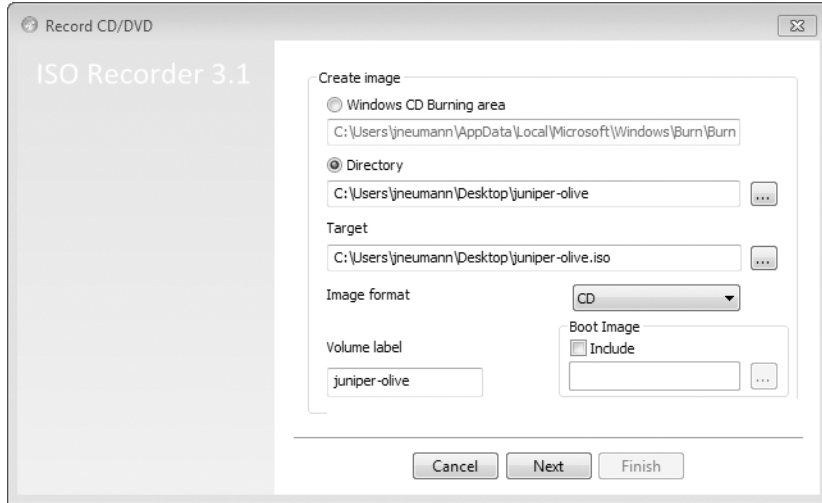 Record CD/DVD
ISO Recorder 3.1
Create image
Windows CD Burning area
C:\Users\jneumann\AppData\Local\Microsoft\Windows\Burn\Burn
Directory
C:\Users\jneumann\Desktop\juniper-olive
...
Target
C:\Users\jneumann\Desktop\juniper-olive.iso
...
Image format
CD
Boot Image
Volume label
Include
juniper-olive
...
Cancel Next Finish